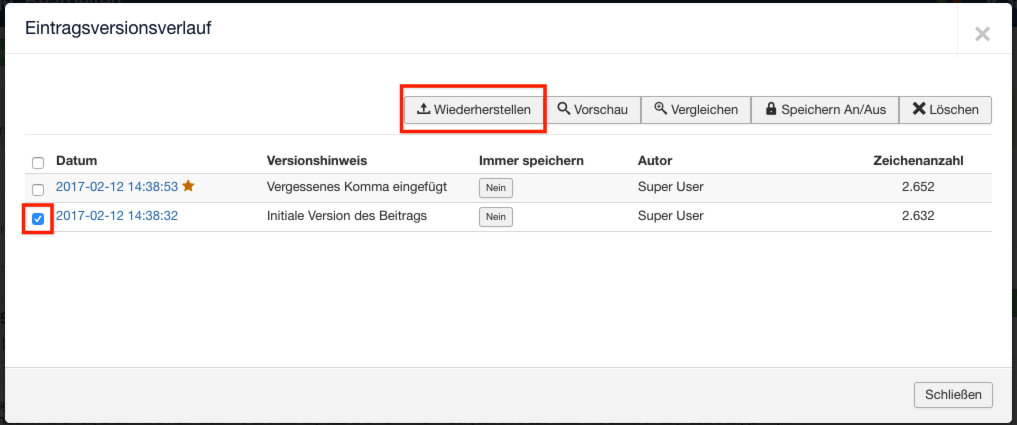 Eintragsversionsverlauf
Wiederherstellen Vorschau Vergleichen Speichern An/Aus Löschen
Datum Versionshinweis Immer speichern Autor Zeichenanzahl
2017-02-12 14:38:53 Vergessenes Komma eingefügt Nein Super User 2.652
2017-02-12 14:38:32 Initiale Version des Beitrags Nein Super User 2.632
Schließen